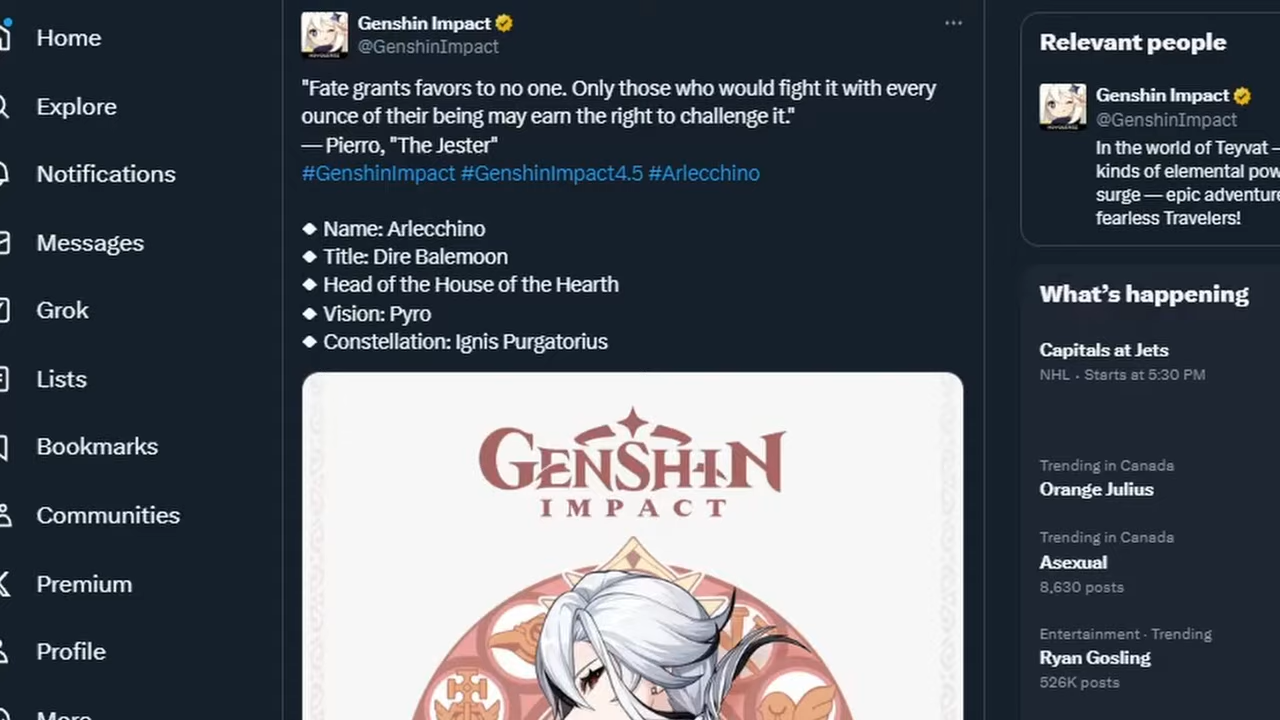 Home
Explore
Notifications
Messages
Grok
Lists
Bookmarks
Communities
Premium
Profile
More
Genshin Impact
@GenshinImpact
"Fate grants favors to no one. Only those who would fight it with every
ounce of their being may earn the right to challenge it."
— Pierro, "The Jester"
#GenshinImpact #GenshinImpact4.5 #Arlecchino
◆ Name: Arlecchino
◆ Title: Dire Balemoon
◆ Head of the House of the Hearth
◆ Vision: Pyro
◆ Constellation: Ignis Purgatorius
GENSHIN
IMPACT
Relevant people
Genshin Impact
@GenshinImpact
In the world of Teyvat —
kinds of elemental pow
surge — epic adventure
fearless Travelers!
What's happening
Capitals at Jets
NHL · Starts at 5:30 PM
Trending in Canada
Orange Julius
Trending in Canada
Asexual
8,630 posts
Entertainment · Trending
Ryan Gosling
526K posts